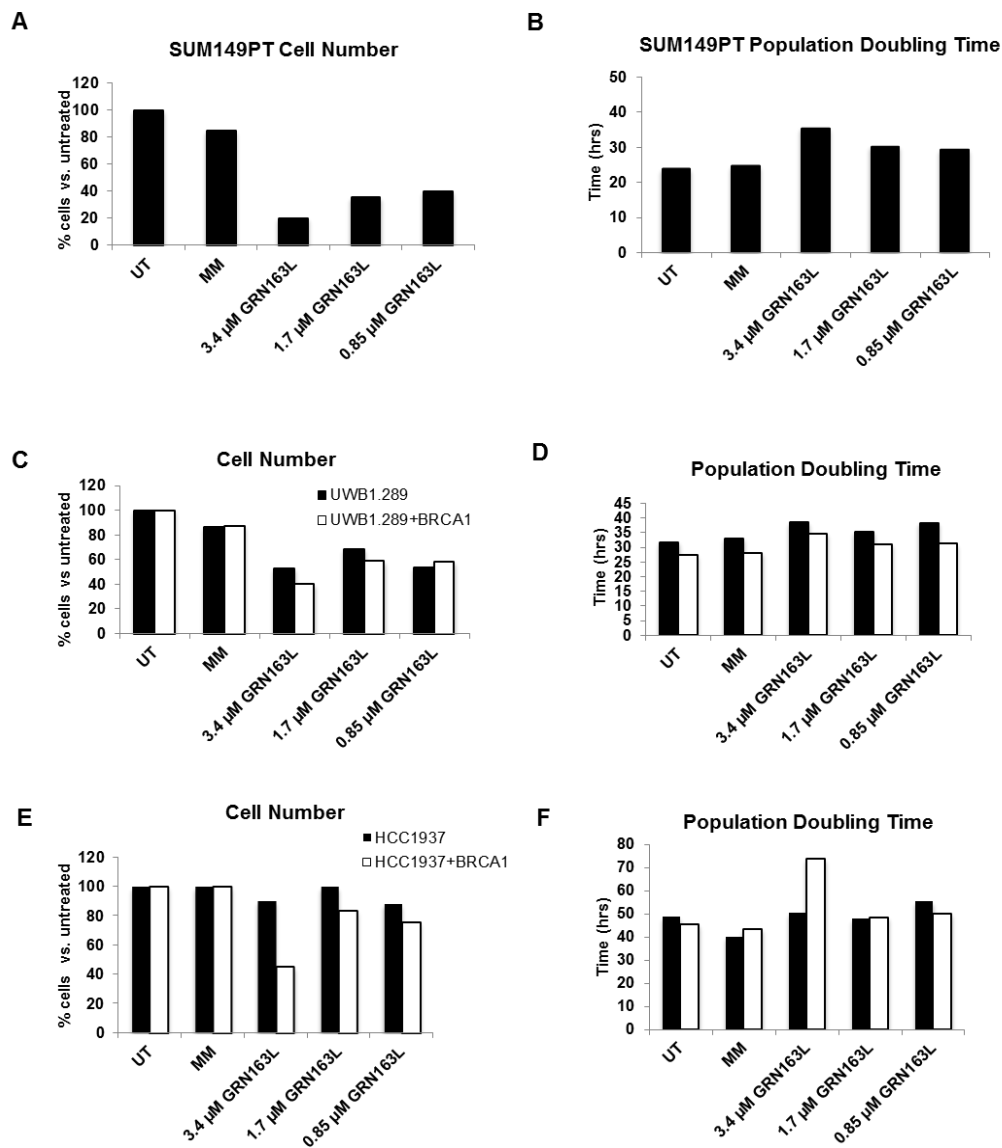 A
SUM149PT Cell Number
% cells vs. untreated
120
100
80
60
40
20
0
UT
MM
3.4 µM GRN163L
1.7 µM GRN163L
0.85 µM GRN163L
B
SUM149PT Population Doubling Time
Time (hrs)
50
40
30
20
10
0
UT
MM
3.4 µM GRN163L
1.7 µM GRN163L
0.85 µM GRN163L
C
Cell Number
UWB1.289
UWB1.289+BRCA1
% cells vs untreated
120
100
80
60
40
20
0
UT
MM
3.4 µM GRN163L
1.7 µM GRN163L
0.85 µM GRN163L
D
Population Doubling Time
Time (hrs)
45
40
35
30
25
20
15
10
5
0
UT
MM
3.4 µM GRN163L
1.7 µM GRN163L
0.85 µM GRN163L
E
Cell Number
HCC1937
HCC1937+BRCA1
% cells vs. untreated
120
100
80
60
40
20
0
UT
MM
3.4 µM GRN163L
1.7 µM GRN163L
0.85 µM GRN163L
F
Population Doubling Time
Time (hrs)
80
70
60
50
40
30
20
10
0
UT
MM
3.4 µM GRN163L
1.7 µM GRN163L
0.85 µM GRN163L